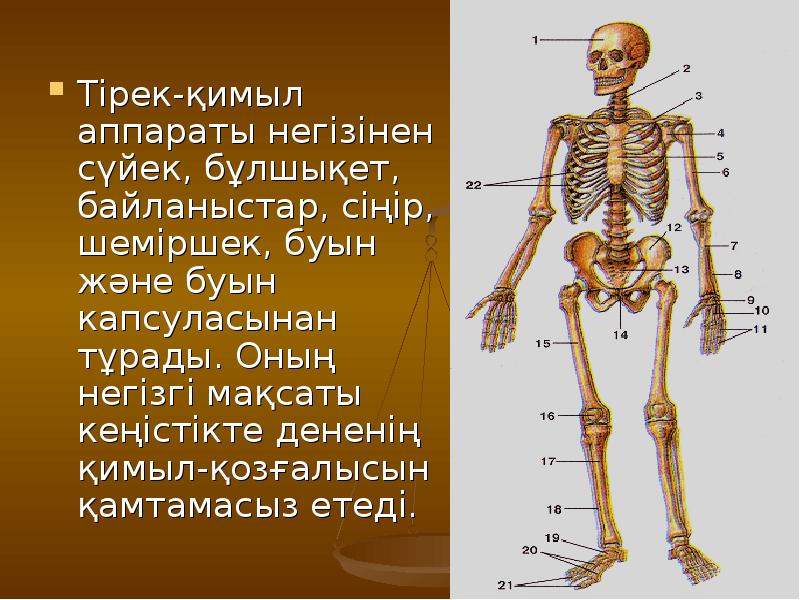 Тірек-қимыл
аппараты негізінен
сүйек, бұлшықет,
байланыстар, сіңір,
шеміршек, буын
және буын
капсуласынан
тұрады. Оның
негізгі мақсаты
кеңістікте дененің
қимыл-қозғалысын
қамтамасыз етеді.
1
2
3
4
5
6
22
12
7
13
8
9
10
11
14
15
16
17
18
19
20
21